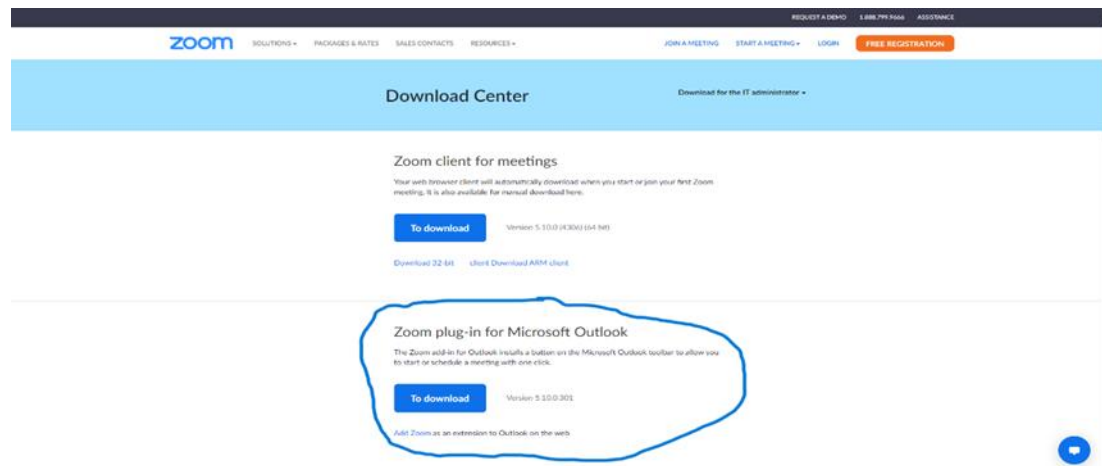 REQUEST A DEMO 1.888.799.9666 ASSISTANCE
zoom SOLUTIONS PACKAGES & RATES SALES CONTACTS RESOURCES JOIN A MEETING START A MEETING LOGIN FREE REGISTRATION
Download Center Download for the IT administrator
Zoom client for meetings
Your web browser client will automatically download when you start or join your first Zoom
meeting. It is also available for manual download here.
To download Version 5.10.0 (4306) (64-bit)
Download 32-bit client Download ARM client
Zoom plug-in for Microsoft Outlook
The Zoom add-in for Outlook installs a button on the Microsoft Outlook toolbar to allow you
to start or schedule a meeting with one click.
To download Version 5.10.0.301
Add Zoom as an extension to Outlook on the web